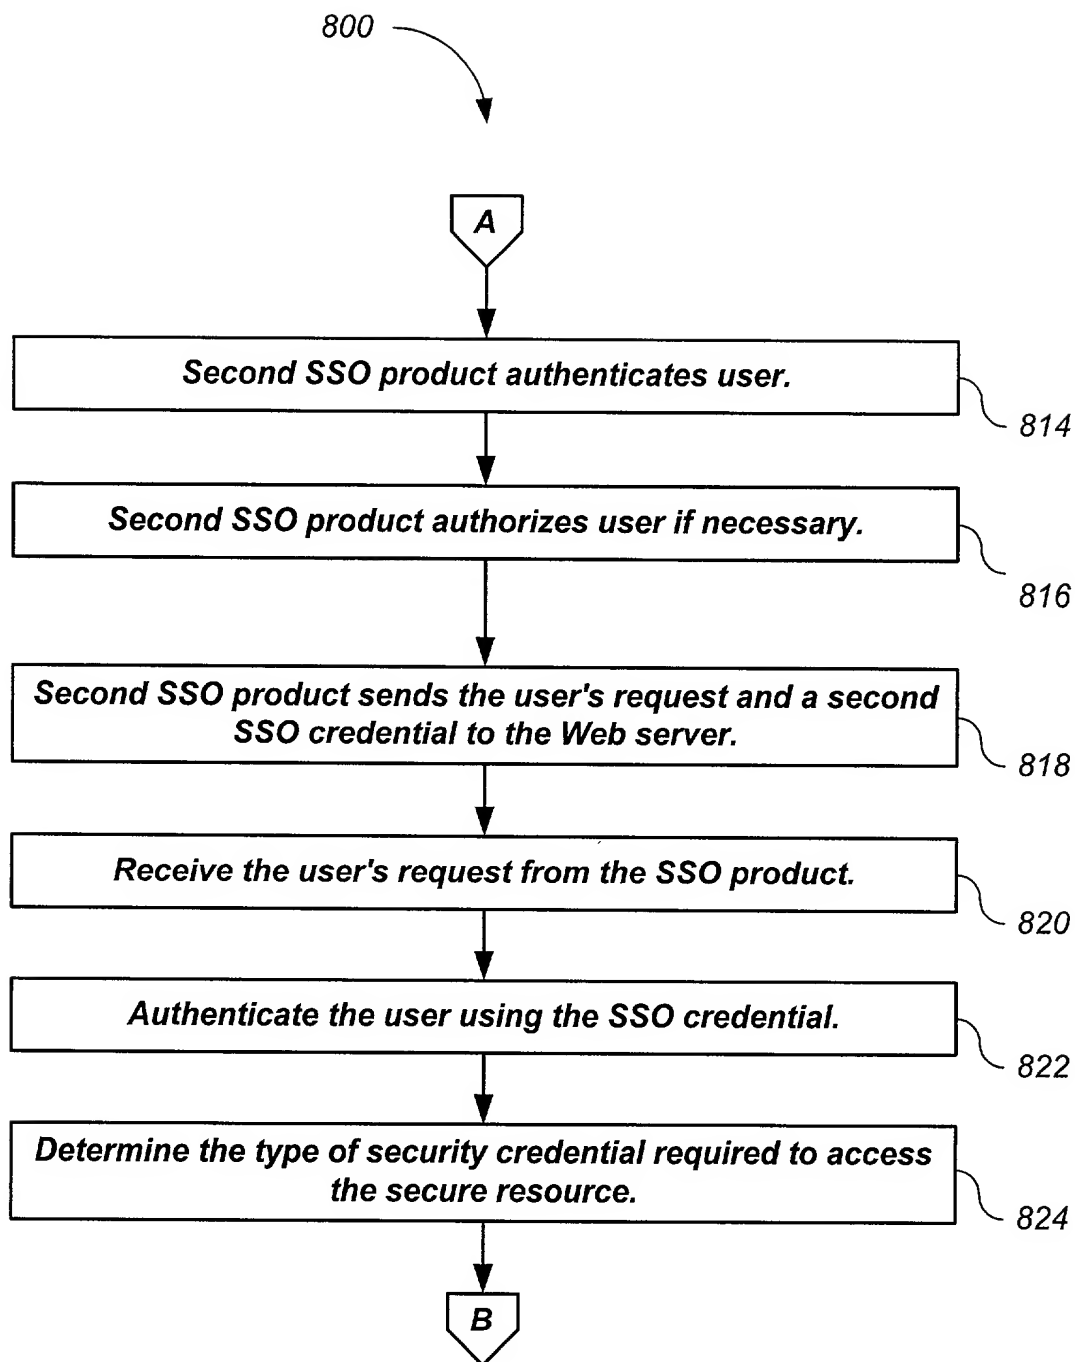 800
A
Second SSO product authenticates user.
814
Second SSO product authorizes user if necessary.
816
Second SSO product sends the user's request and a second
SSO credential to the Web server.
818
Receive the user's request from the SSO product.
820
Authenticate the user using the SSO credential.
822
Determine the type of security credential required to access
the secure resource.
824
B